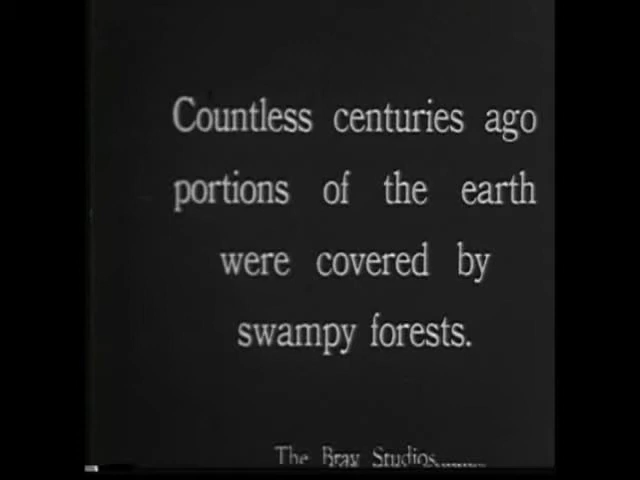 Countless centuries ago
portions of the earth
were covered by
swampy forests.
The Bray Studios